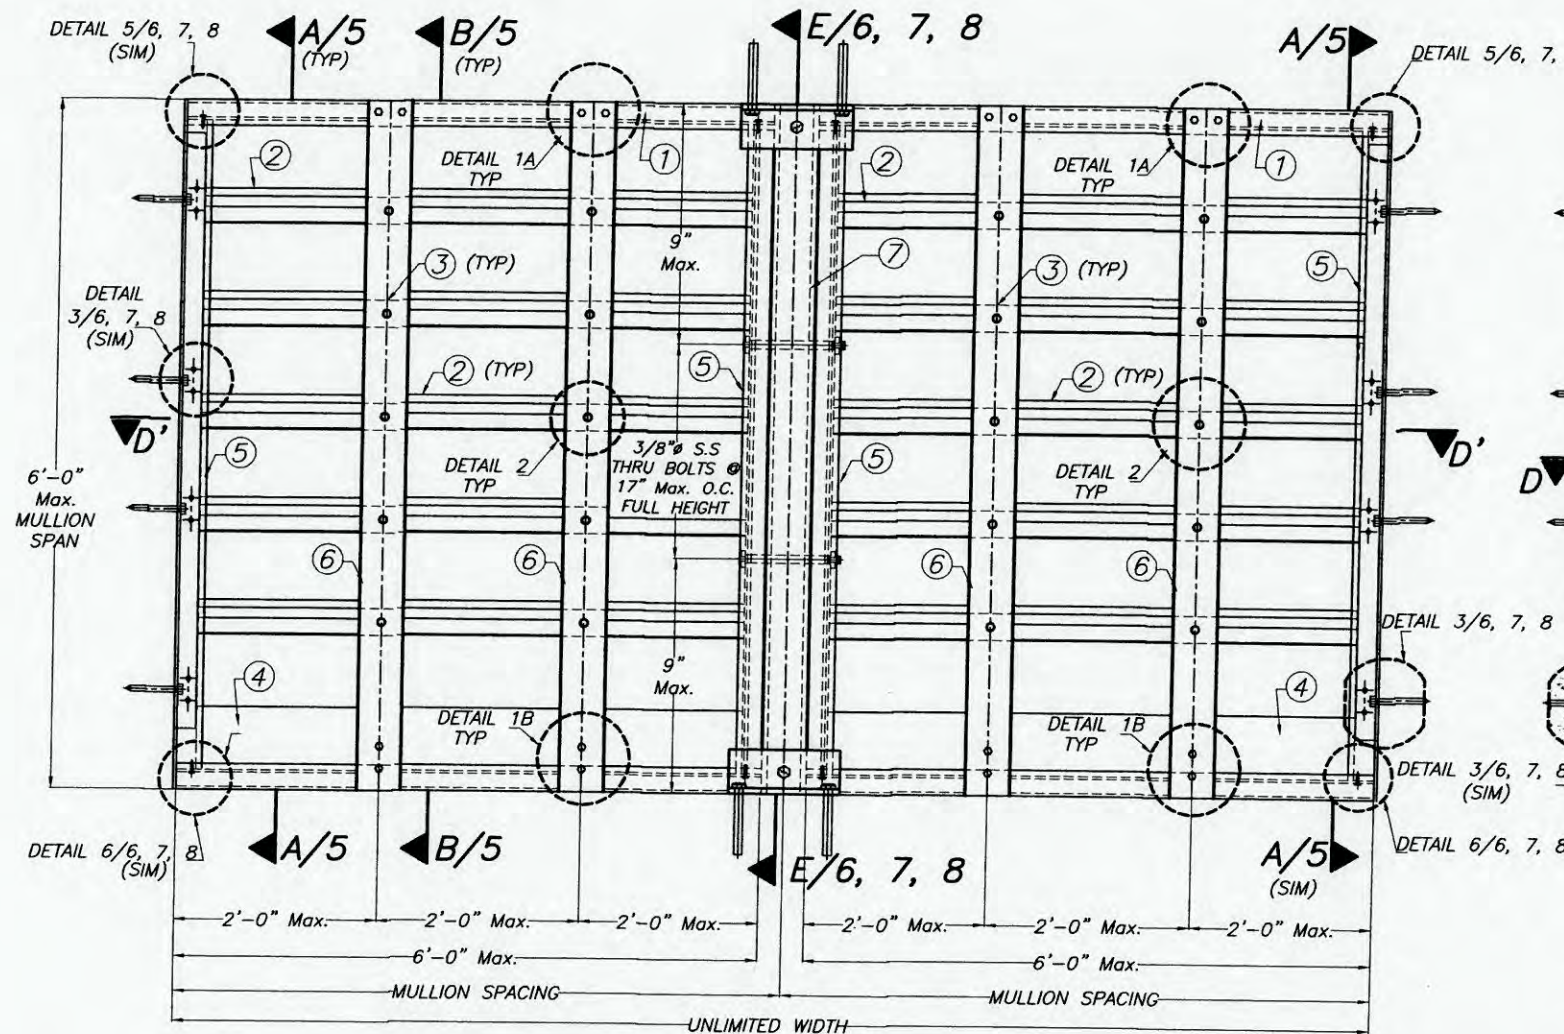 DETAIL 5/6, 7, 8
(SIM)
A/5
(TYP)
B/5
(TYP)
E/6, 7, 8
A/5
DETAIL 5/6, 7,
2
DETAIL 1A
TYP
1
2
DETAIL 1A
TYP
1
9"
Max.
3 (TYP)
7
3 (TYP)
5
DETAIL
3/6, 7, 8
(SIM)
2 (TYP)
5
2 (TYP)
D'
5
DETAIL 2
TYP
3/8"ø S.S
THRU BOLTS @
17" Max. O.C.
FULL HEIGHT
5
DETAIL 2
TYP
D'
D
6'-0"
Max.
MULLION
SPAN
6
6
6
6
DETAIL 3/6, 7, 8
4
9"
Max.
4
DETAIL 1B
TYP
DETAIL 1B
TYP
DETAIL 3/6, 7, 8
(SIM)
DETAIL 6/6, 7, 8
(SIM)
A/5
B/5
E/6, 7, 8
A/5
(SIM)
DETAIL 6/6, 7, 8
2'-0" Max.
2'-0" Max.
2'-0" Max.
2'-0" Max.
2'-0" Max.
2'-0" Max.
6'-0" Max.
6'-0" Max.
MULLION SPACING
MULLION SPACING
UNLIMITED WIDTH